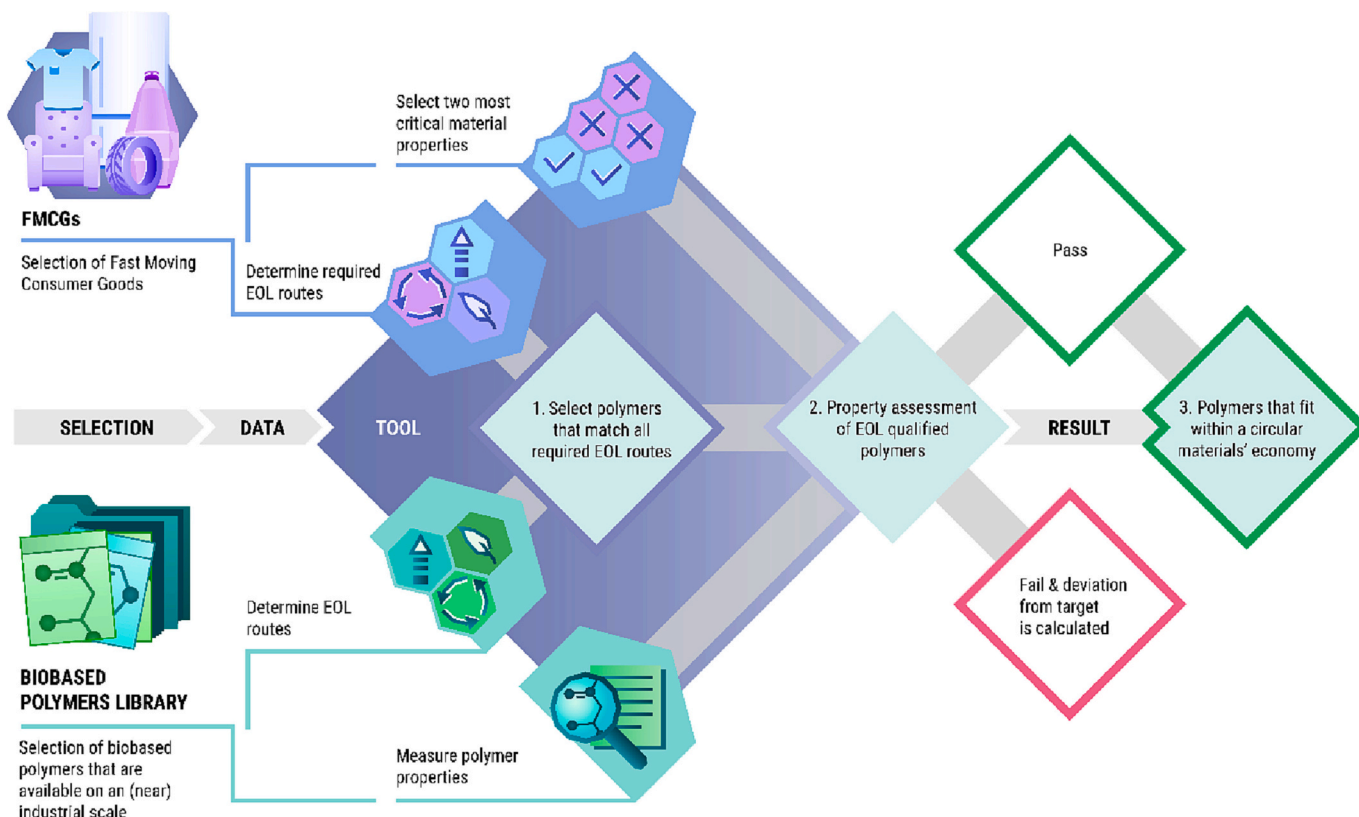 Select two most
critical material
properties
FMCGs
Selection of Fast Moving
Consumer Goods
Determine required
EOL routes
Pass
SELECTION
DATA
TOOL
1. Select polymers
that match all
required EOL routes
2. Property assessment
of EOL qualified
polymers
RESULT
3. Polymers that fit
within a circular
materials' economy
Determine EOL
routes
Fail & deviation
from target
is calculated
BIOBASED
POLYMERS LIBRARY
Selection of biobased
polymers that are
available on an (near)
industrial scale
Measure polymer
properties